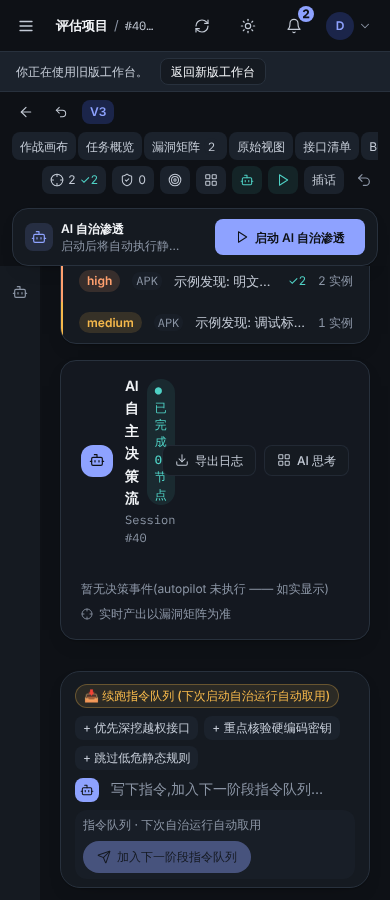 评估项目 / #40…
2
D
你正在使用旧版工作台。 返回新版工作台
V3
作战画布 任务概览 漏洞矩阵 2 原始视图 接口清单 B
2 ✓2 0 插话
AI 自治渗透
启动后将自动执行静…
启动 AI 自治渗透
high APK 示例发现: 明文… ✓2 2 实例
medium APK 示例发现: 调试标… 1 实例
AI
自
主
决
策
流
已
完
成
0
节
点
Session
#40
导出日志 AI 思考
暂无决策事件(autopilot 未执行 —— 如实显示)
实时产出以漏洞矩阵为准
📥 续跑指令队列 (下次启动自治运行自动取用)
+ 优先深挖越权接口 + 重点核验硬编码密钥
+ 跳过低危静态规则
写下指令,加入下一阶段指令队列…
指令队列 · 下次自治运行自动取用
加入下一阶段指令队列